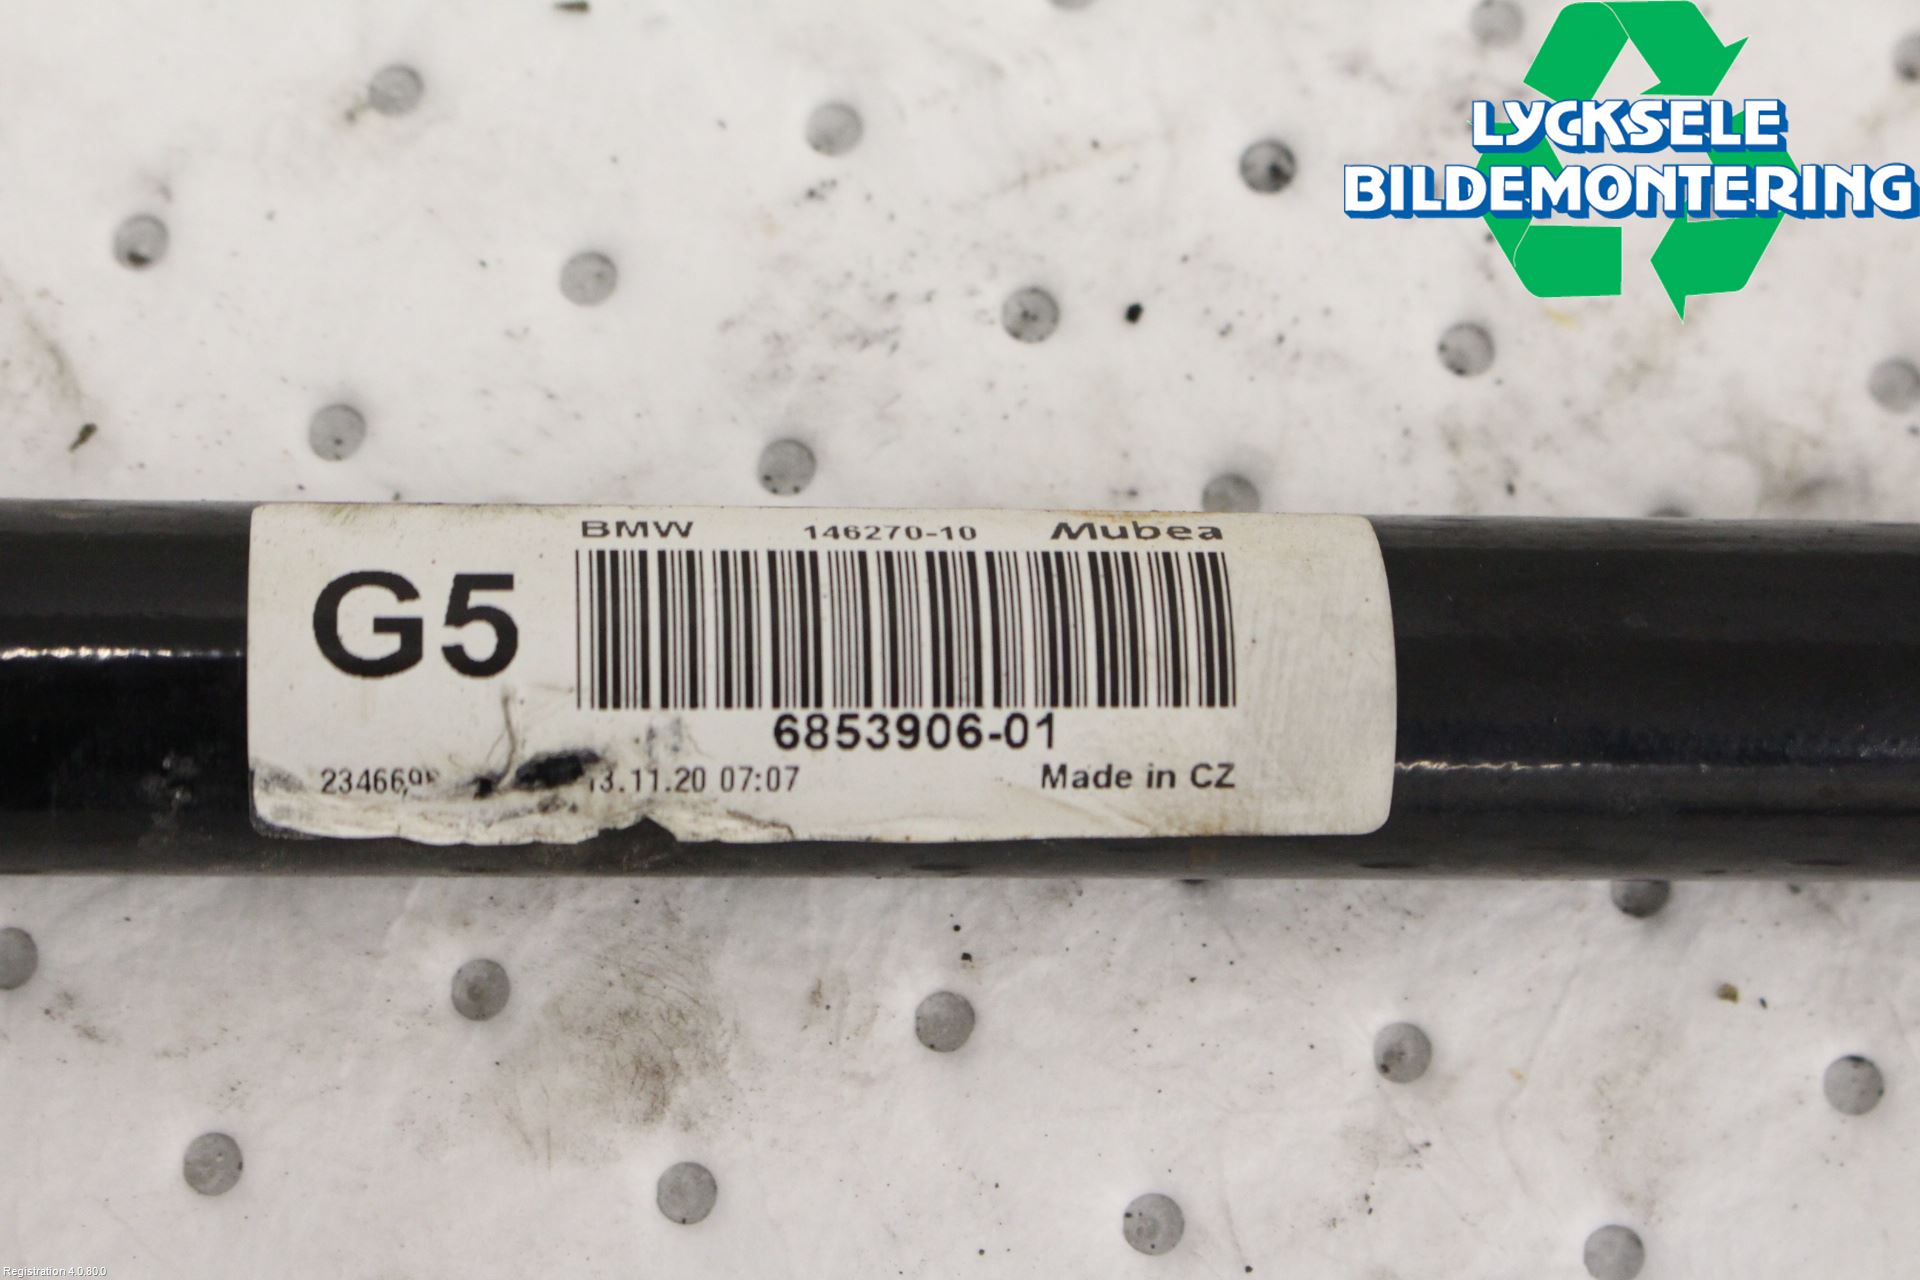 LYCKSELE
BILDEMONTERING
BMW 146270-10 Mubea
G5
6853906-01
13.11.20 07:07 Made in CZ
Registration 4.0.80.0